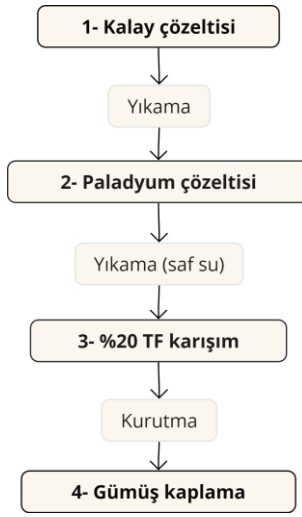 1- Kalay çözeltisi
Yıkama
2- Paladyum çözeltisi
Yıkama (saf su)
3- %20 TF karışım
Kurutma
4- Gümüş kaplama